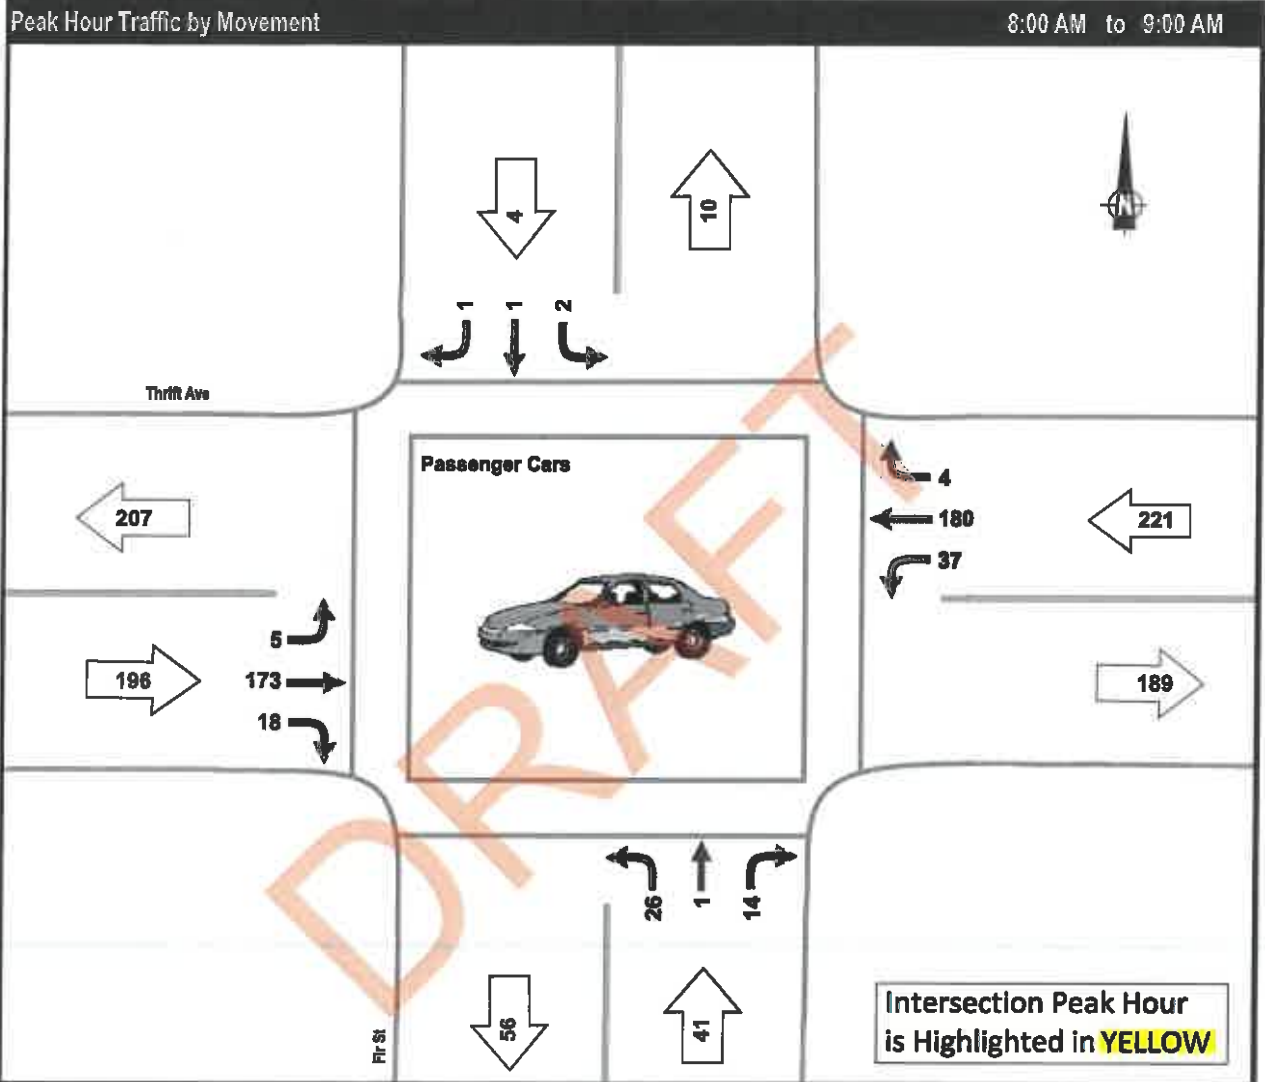 Peak Hour Traffic by Movement 8:00 AM to 9:00 AM
4
10
1 1 2
N
Thrift Ave
Passenger Cars
4
207
180
221
37
5
196
173
189
18
26 1 14
56
41
Fir St
DRAFT
Intersection Peak Hour
is Highlighted in YELLOW